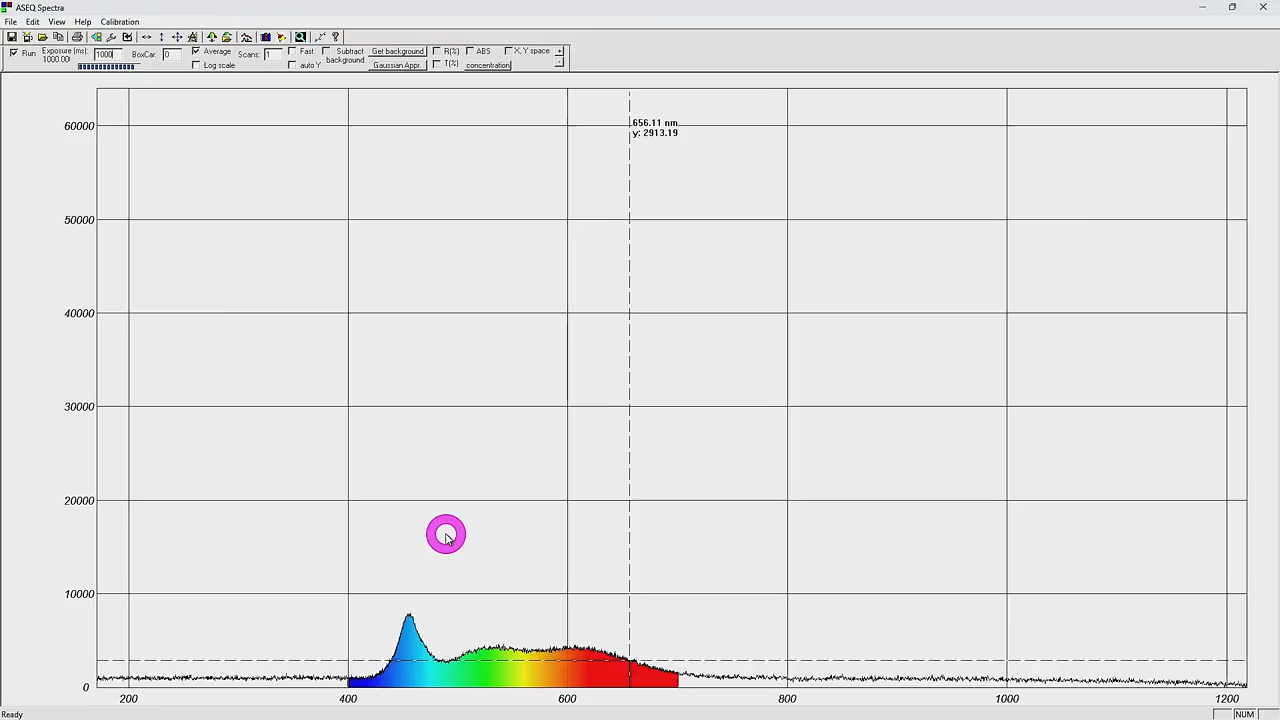 ASEQ Spectra
File Edit View Help Calibration
Run Exposure (ms): 1000 BoxCar: 0 Average Scans: 1 Fast Subtract background Get background R(%) ABS X, Y space +
1000.00 Log scale auto Y Gaussian Appr. T(%) concentration -
656.11 nm
y: 2913.19
60000
50000
40000
30000
20000
10000
0
200 400 600 800 1000 1200
Ready NUM